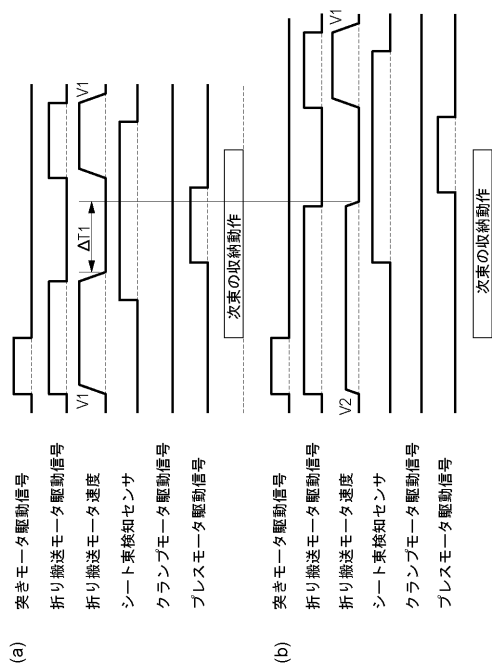 (a)
突きモータ駆動信号
折り搬送モータ駆動信号
折り搬送モータ速度
V1
ΔT1
V1
シート束検知センサ
クランプモータ駆動信号
プレスモータ駆動信号
次束の収納動作
(b)
突きモータ駆動信号
折り搬送モータ駆動信号
折り搬送モータ速度
V2
V1
シート束検知センサ
クランプモータ駆動信号
プレスモータ駆動信号
次束の収納動作